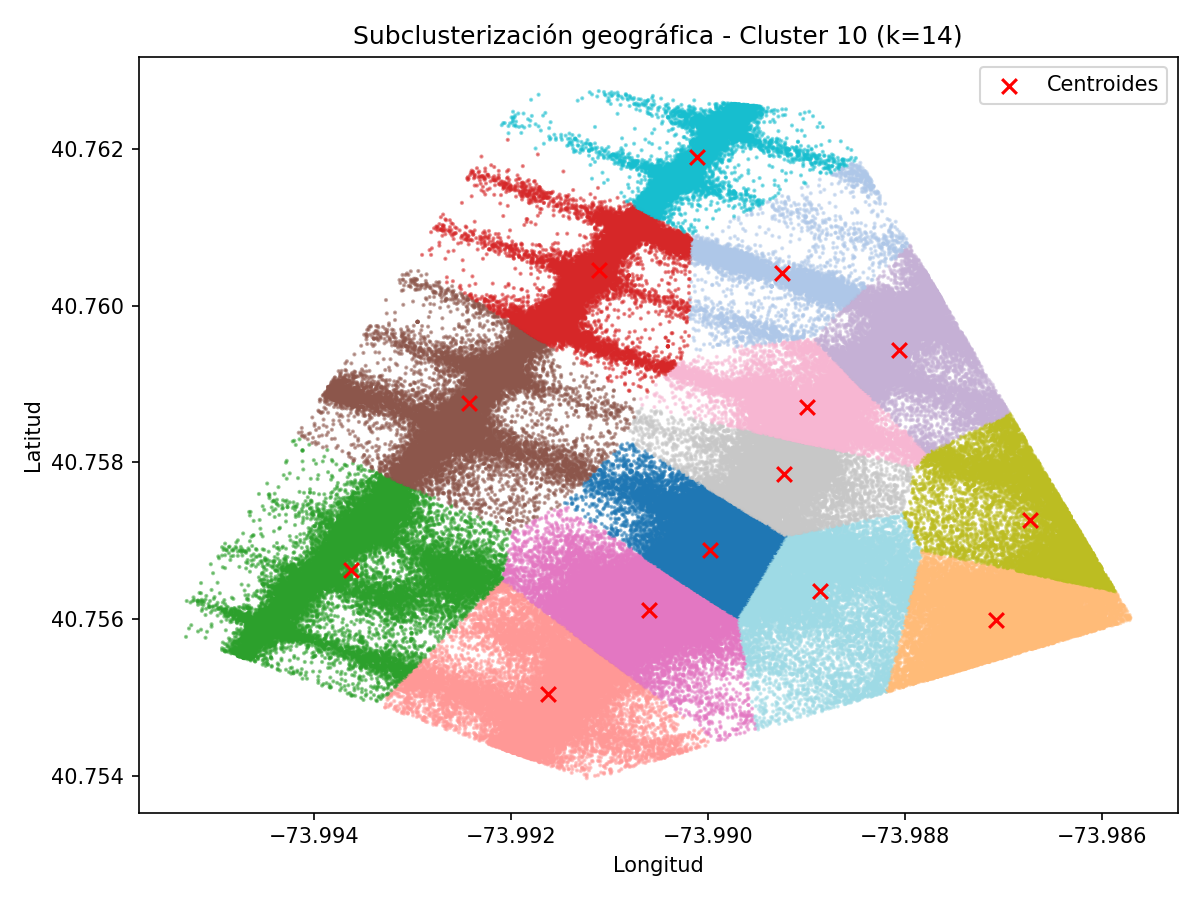 Subclusterización geográfica - Cluster 10 (k=14)
Centroides
40.762
40.760
40.758
40.756
40.754
Latitud
−73.994
−73.992
−73.990
−73.988
−73.986
Longitud